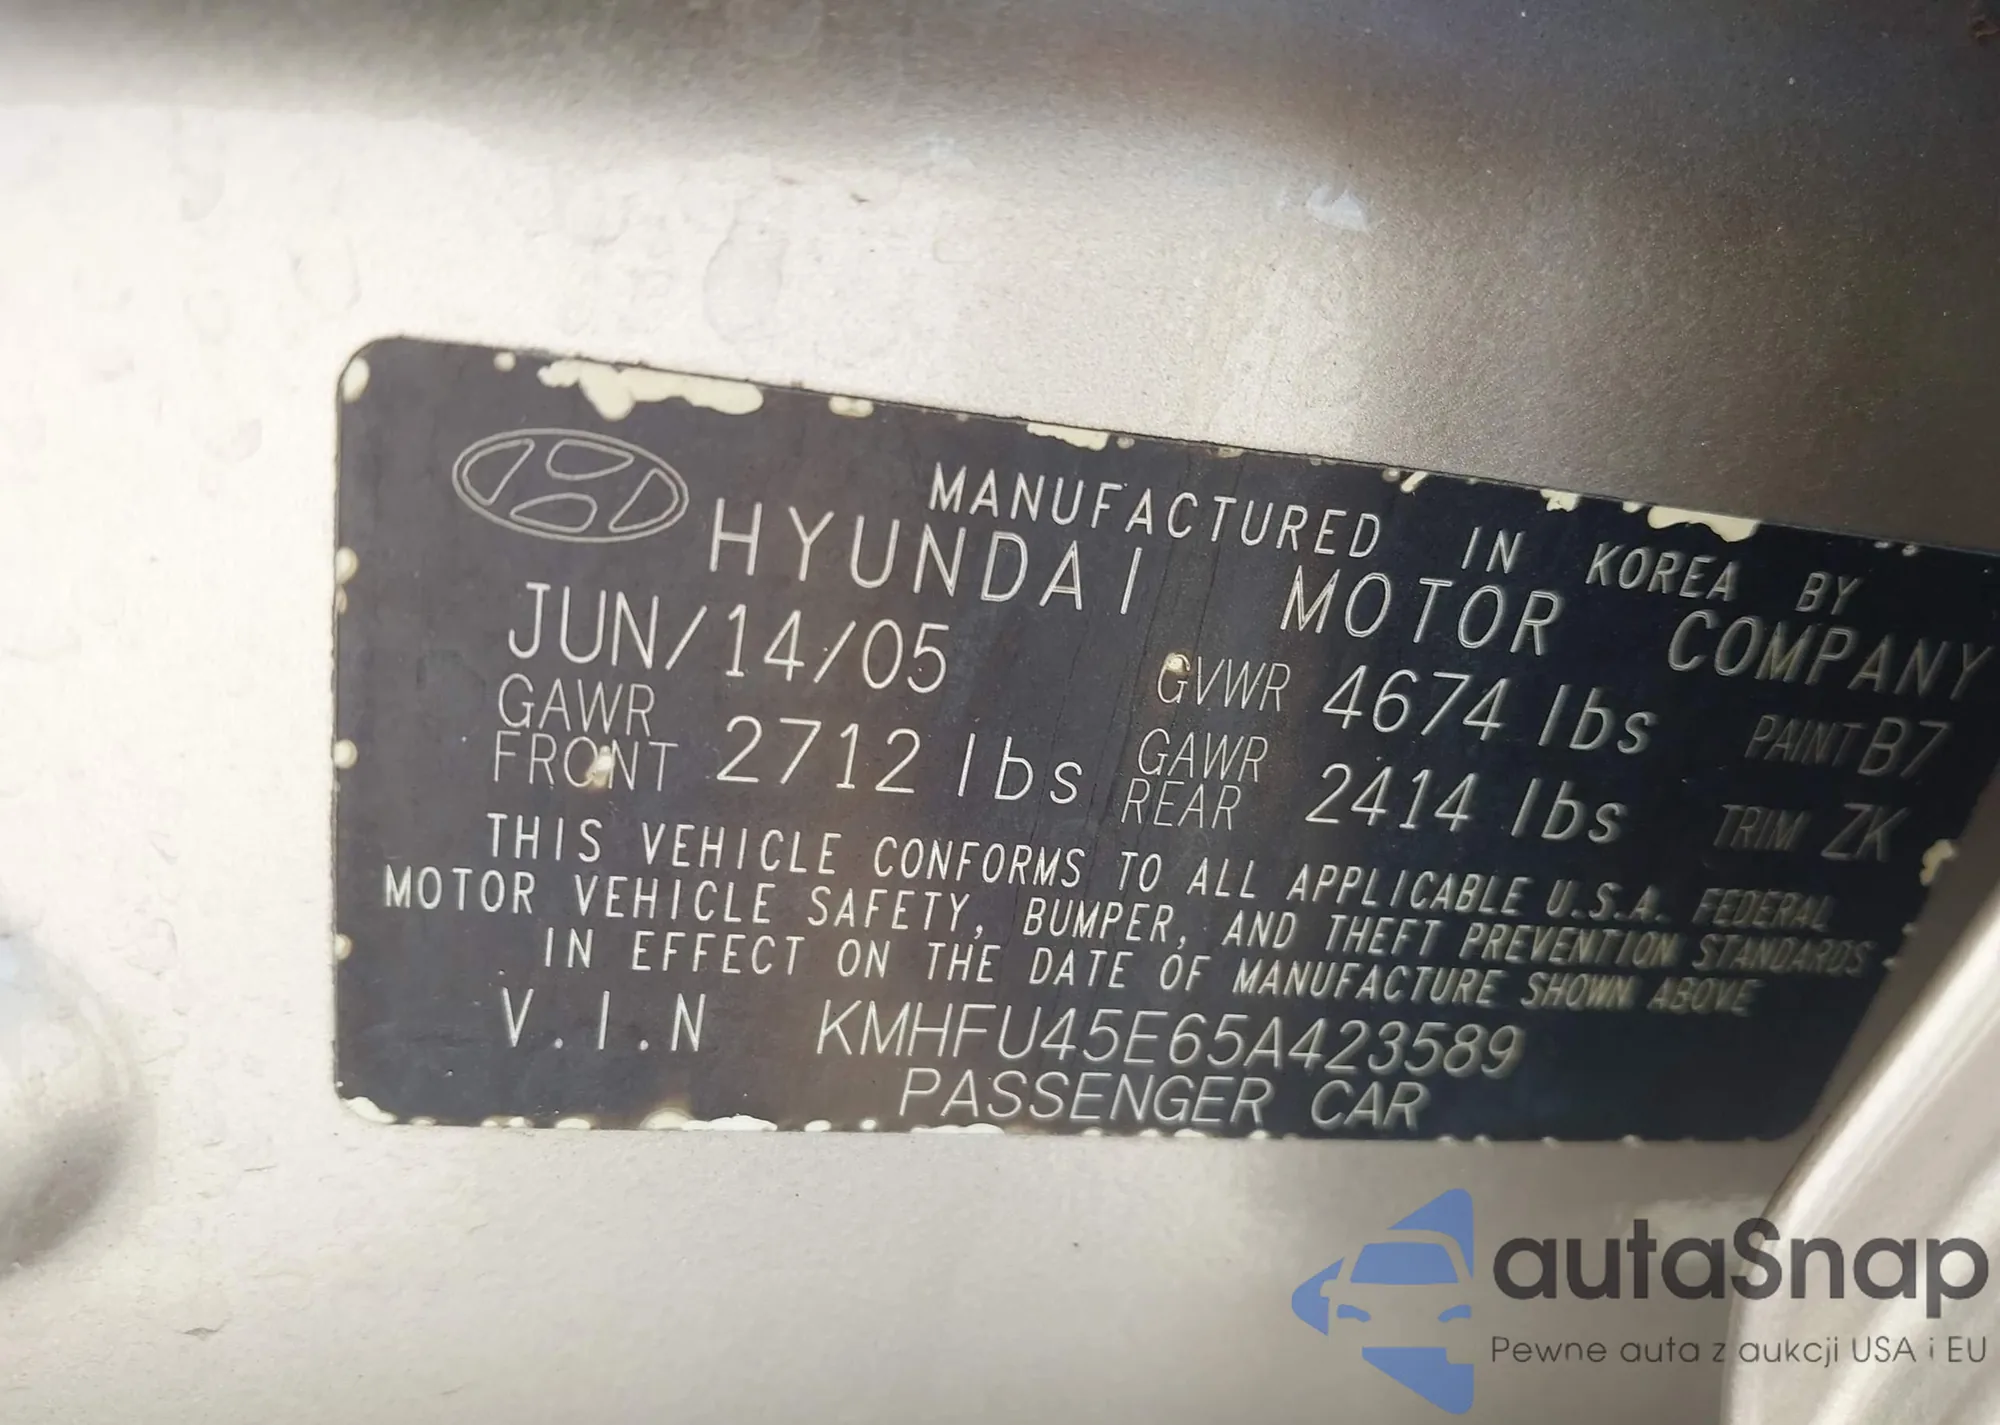 MANUFACTURED IN KOREA BY
HYUNDAI MOTOR COMPANY
JUN/14/05 GVWR 4674 lbs PAINT B7
GAWR FRONT 2712 lbs GAWR REAR 2414 lbs TRIM ZK
THIS VEHICLE CONFORMS TO ALL APPLICABLE U.S.A. FEDERAL
MOTOR VEHICLE SAFETY, BUMPER, AND THEFT PREVENTION STANDARDS
IN EFFECT ON THE DATE OF MANUFACTURE SHOWN ABOVE
V.I.N KMHFU45E65A423589
PASSENGER CAR
autaSnap
Pewne auta z aukcji USA i EU